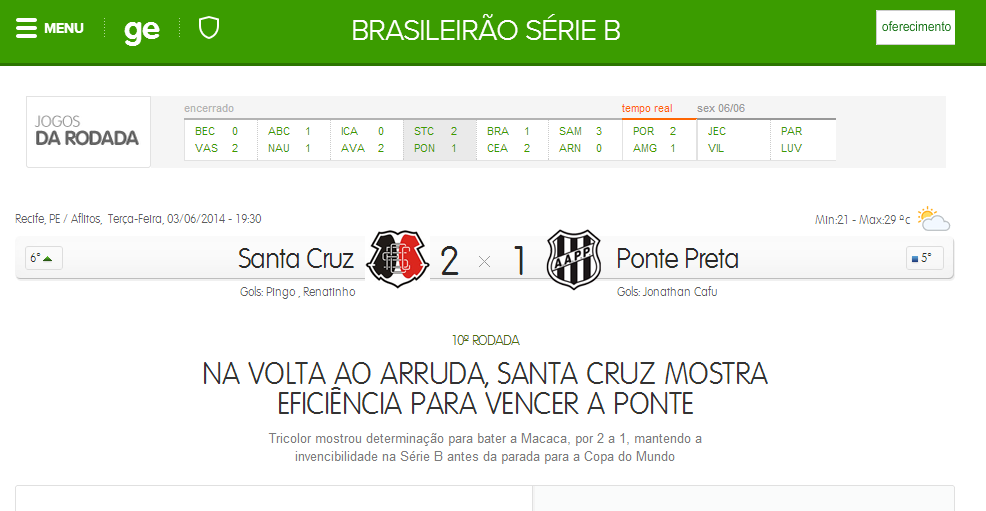 MENU
ge
BRASILEIRÃO SÉRIE B
oferecimento
JOGOS
DA RODADA
encerrado
tempo real
sex 06/06
BEC 0 ABC 1 ICA 0 STC 2 BRA 1 SAM 3 POR 2 JEC PAR
VAS 2 NAU 1 AVA 2 PON 1 CEA 2 ARN 0 AMG 1 VIL LUV
Recife, PE / Aflitos, Terça-Feira, 03/06/2014 - 19:30
Min:21 - Max:29 ºc
6° Santa Cruz 2 x 1 AAPP Ponte Preta 5°
Gols: Pingo , Renatinho
Gols: Jonathan Cafu
10ª RODADA
NA VOLTA AO ARRUDA, SANTA CRUZ MOSTRA
EFICIÊNCIA PARA VENCER A PONTE
Tricolor mostrou determinação para bater a Macaca, por 2 a 1, mantendo a
invencibilidade na Série B antes da parada para a Copa do Mundo